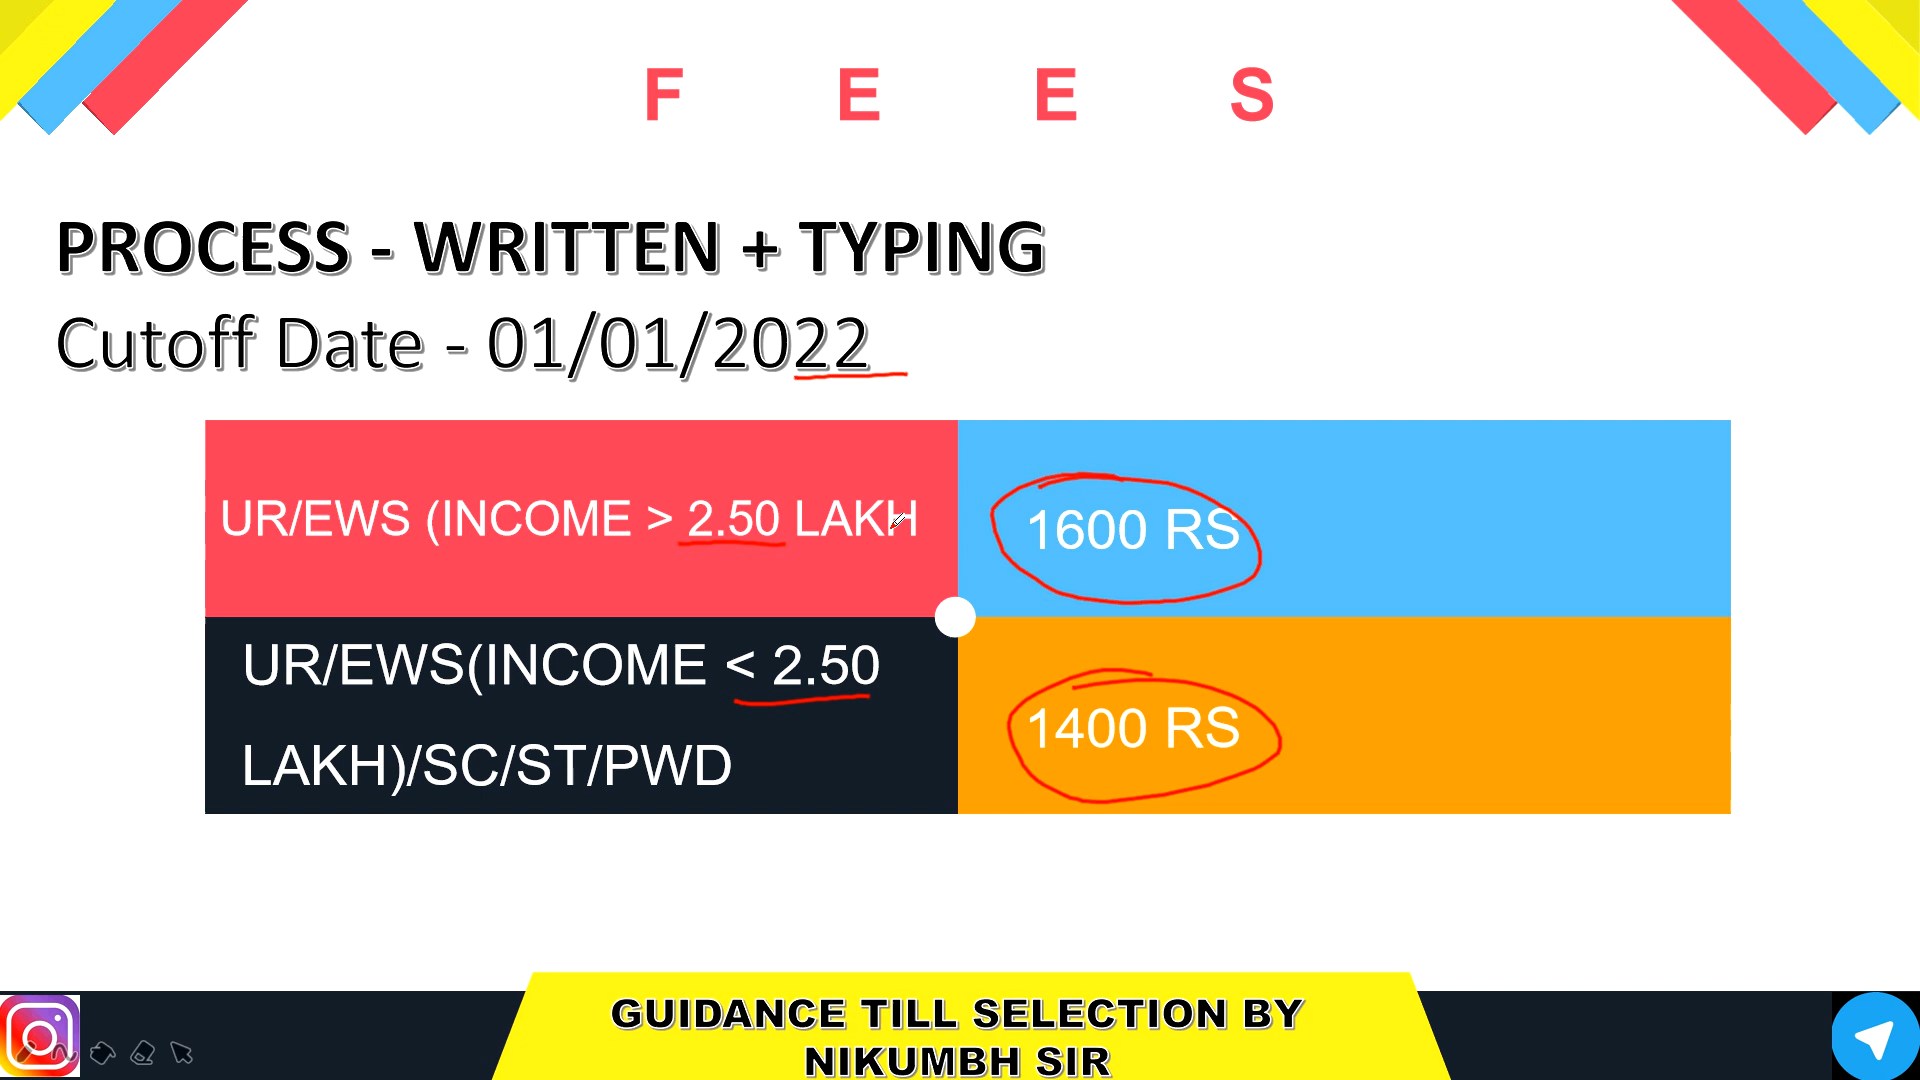 F E E S
PROCESS - WRITTEN + TYPING
Cutoff Date - 01/01/2022
UR/EWS (INCOME > 2.50 LAKH
1600 RS
UR/EWS(INCOME < 2.50
LAKH)/SC/ST/PWD
1400 RS
GUIDANCE TILL SELECTION BY
NIKUMBH SIR